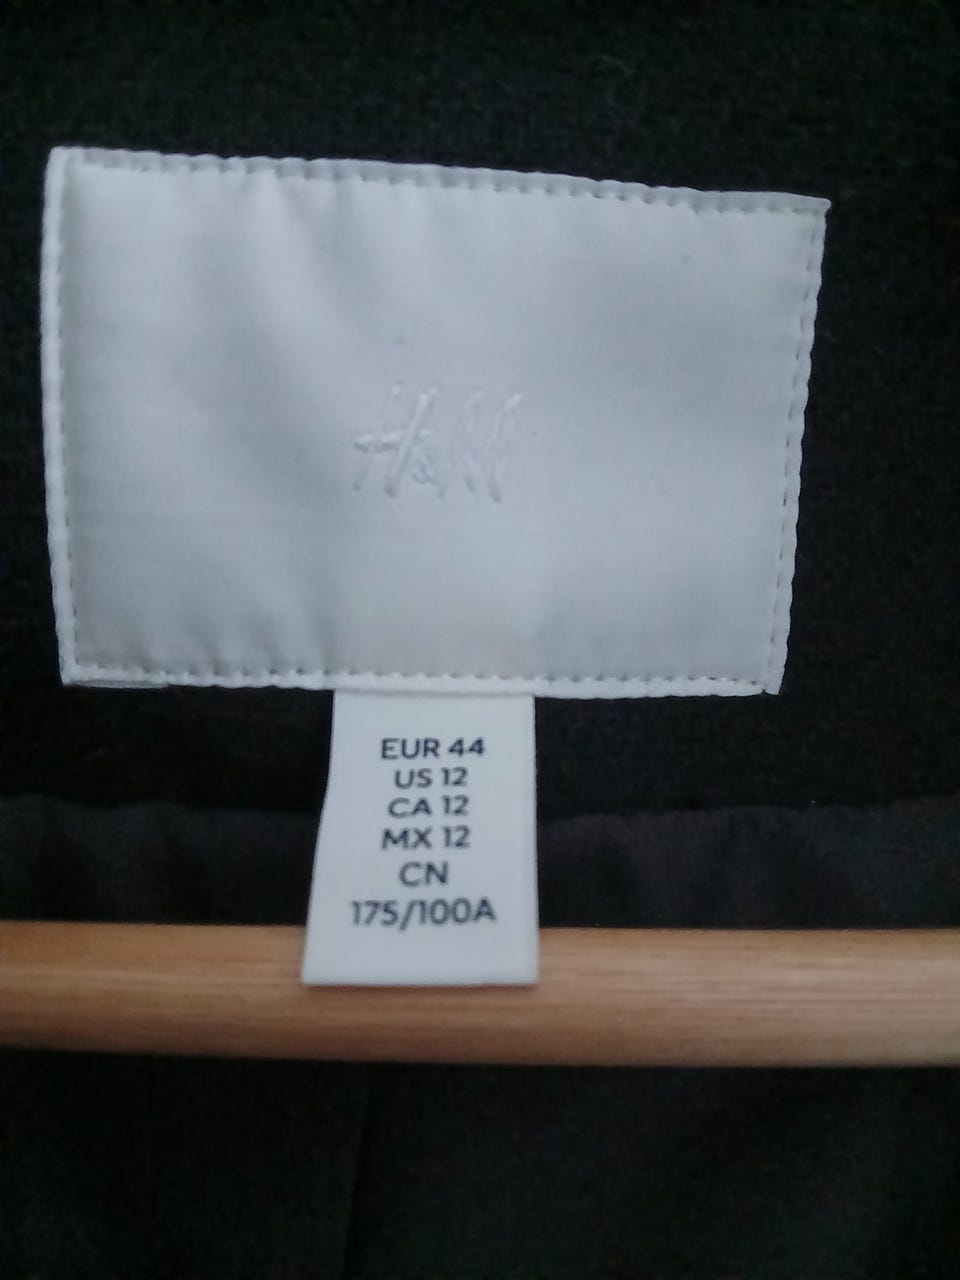 H&M
EUR 44
US 12
CA 12
MX 12
CN
175/100A